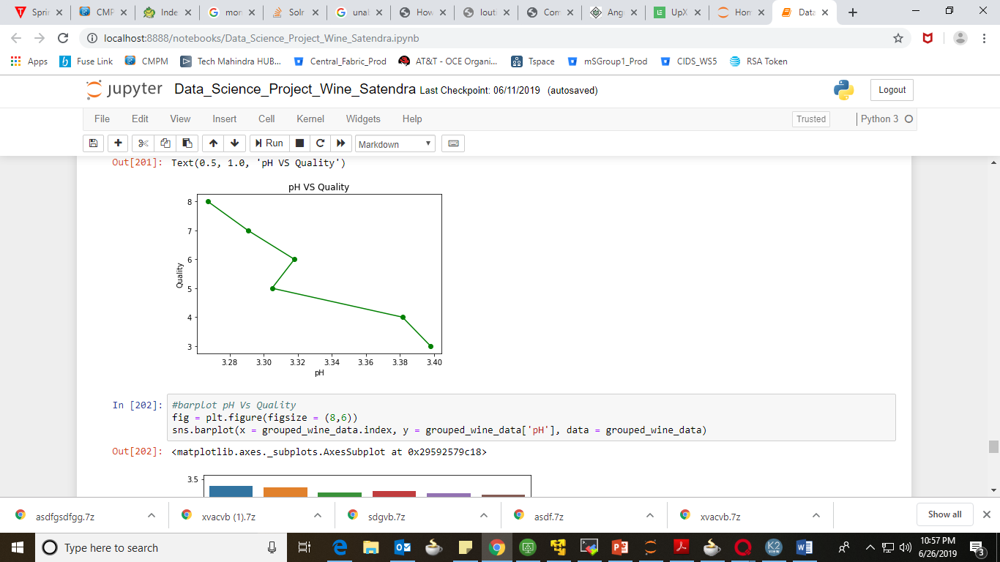 Sprin CMP Inde mon Solr unal How louti Com Ang UpX Hom Data
localhost:8888/notebooks/Data_Science_Project_Wine_Satendra.ipynb
Apps Fuse Link CMPM Tech Mahindra HUB... Central_Fabric_Prod AT&T - OCE Organi... Tspace mSGroup1_Prod CIDS_WS5 RSA Token
jupyter Data_Science_Project_Wine_Satendra Last Checkpoint: 06/11/2019 (autosaved) Logout
File Edit View Insert Cell Kernel Widgets Help Trusted Python 3
Run Markdown
Out[201]: Text(0.5, 1.0, 'pH VS Quality')
pH VS Quality
8
7
6
Quality
5
4
3
3.28 3.30 3.32 3.34 3.36 3.38 3.40
pH
In [202]: #barplot pH Vs Quality
fig = plt.figure(figsize = (8,6))
sns.barplot(x = grouped_wine_data.index, y = grouped_wine_data['pH'], data = grouped_wine_data)
Out[202]: <matplotlib.axes._subplots.AxesSubplot at 0x29592579c18>
3.5
asdfgsdfgg.7z xvacvb (1).7z sdgvb.7z asdf.7z xvacvb.7z Show all
Type here to search K2 VIEW 10:57 PM
6/26/2019 3